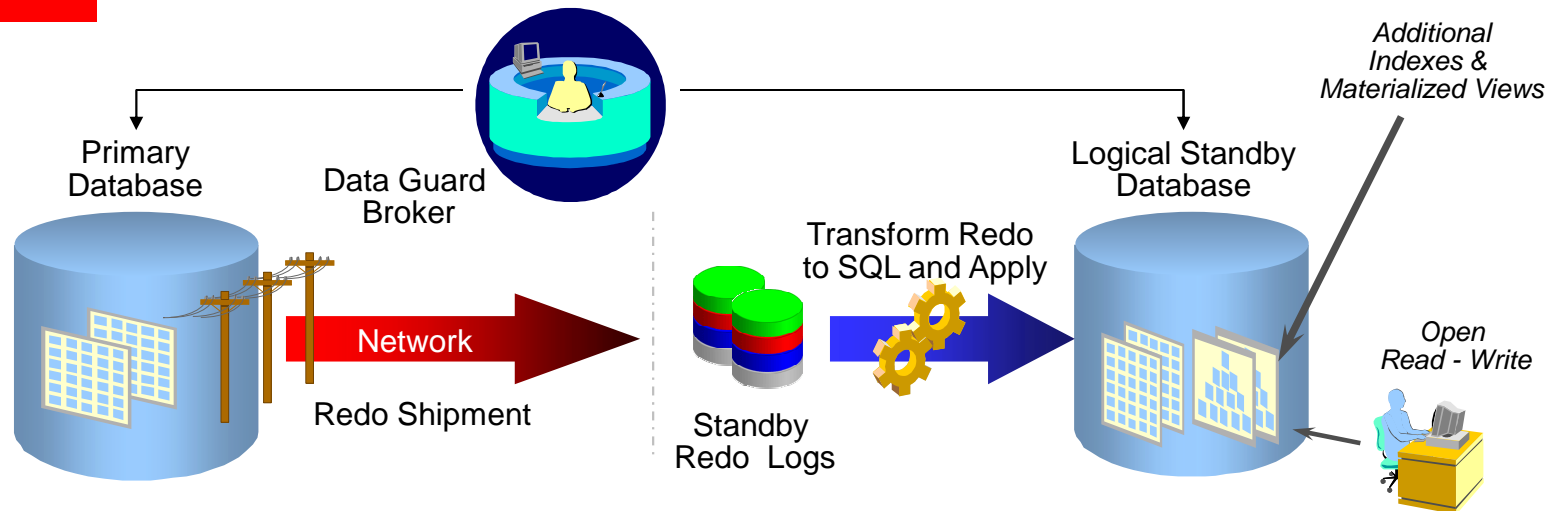 Additional
Indexes &
Materialized Views
Primary
Database
Data Guard
Broker
Logical Standby
Database
Transform Redo
to SQL and Apply
Network
Redo Shipment
Standby
Redo Logs
Open
Read - Write